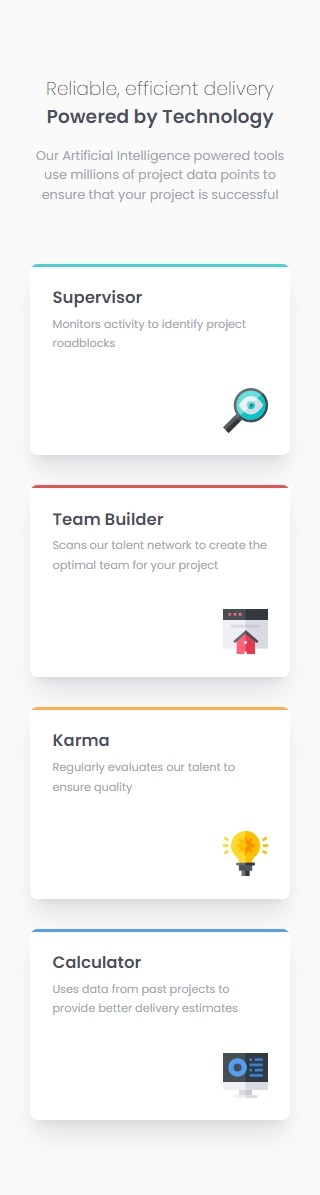 Reliable, efficient delivery
Powered by Technology
Our Artificial Intelligence powered tools
use millions of project data points to
ensure that your project is successful
Supervisor
Monitors activity to identify project
roadblocks
Team Builder
Scans our talent network to create the
optimal team for your project
Karma
Regularly evaluates our talent to
ensure quality
Calculator
Uses data from past projects to
provide better delivery estimates